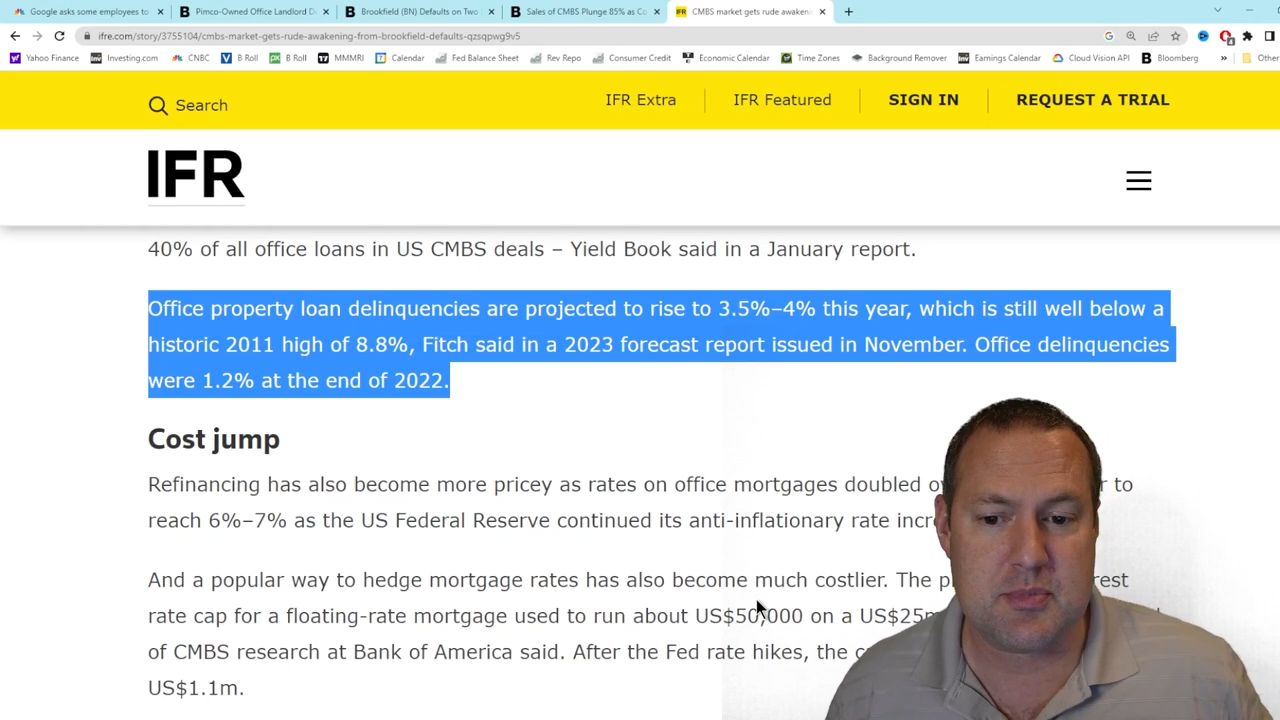 Google asks some employees to
Pimco-Owned Office Landlord D
Brookfield (BN) Defaults on Two
Sales of CMBS Plunge 85% as Co
CMBS market gets rude awaken
ifre.com/story/3755104/cmbs-market-gets-rude-awakening-from-brookfield-defaults-qzsqpwg9v5
Yahoo Finance Investing.com CNBC B Roll B Roll MMMRI Calendar Fed Balance Sheet Rev Repo Consumer Credit Economic Calendar Time Zones Background Remover Earnings Calendar Cloud Vision API Bloomberg » Other
Search IFR Extra IFR Featured SIGN IN REQUEST A TRIAL
IFR
40% of all office loans in US CMBS deals – Yield Book said in a January report.
Office property loan delinquencies are projected to rise to 3.5%–4% this year, which is still well below a
historic 2011 high of 8.8%, Fitch said in a 2023 forecast report issued in November. Office delinquencies
were 1.2% at the end of 2022.
Cost jump
Refinancing has also become more pricey as rates on office mortgages doubled to
reach 6%–7% as the US Federal Reserve continued its anti-inflationary rate
And a popular way to hedge mortgage rates has also become much costlier. The
rate cap for a floating-rate mortgage used to run about US$50,000 on a
of CMBS research at Bank of America said. After the Fed rate hikes, the
US$1.1m.